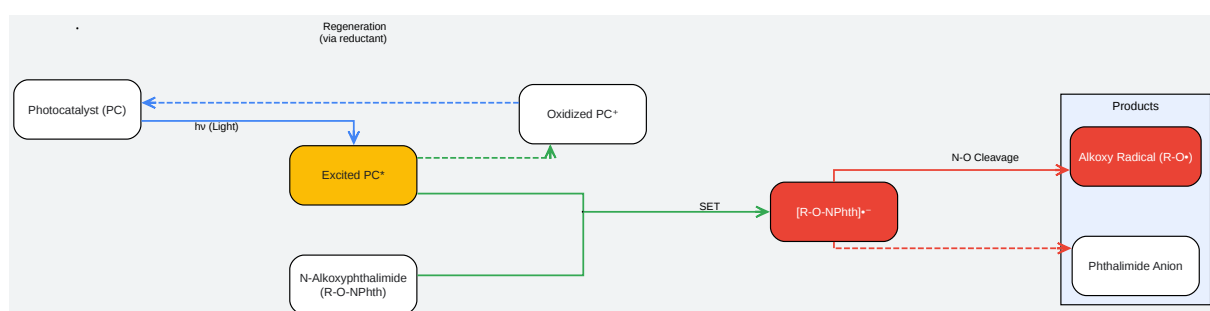 Regeneration
(via reductant)
Photocatalyst (PC)
Oxidized PC⁺
Products
hν (Light)
N-O Cleavage
Alkoxy Radical (R-O•)
Excited PC*
SET
[R-O-NPhth]•⁻
Phthalimide Anion
N-Alkoxyphthalimide
(R-O-NPhth)